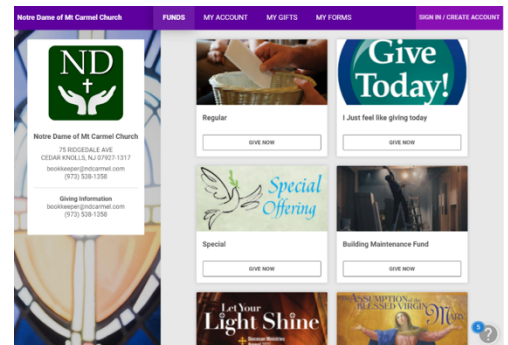 Notre Dame of Mt Carmel Church
FUNDS
MY ACCOUNT
MY GIFTS
MY FORMS
SIGN IN / CREATE ACCOUNT
ND
Notre Dame of Mt Carmel Church
75 RIDGEDALE AVE
CEDAR KNOLLS, NJ 07927-1317
bookkeeper@ndcarmel.com
(973) 538-1358
Giving Information
bookkeeper@ndcarmel.com
(973) 538-1358
Regular
GIVE NOW
Give
Today!
I Just feel like giving today
GIVE NOW
Special
Offering
Special
GIVE NOW
Building Maintenance Fund
GIVE NOW
Let Your
Light Shine
Diocesan Ministries
ASSUMPTION of the
BLESSED VIRGIN
MARY
5
?